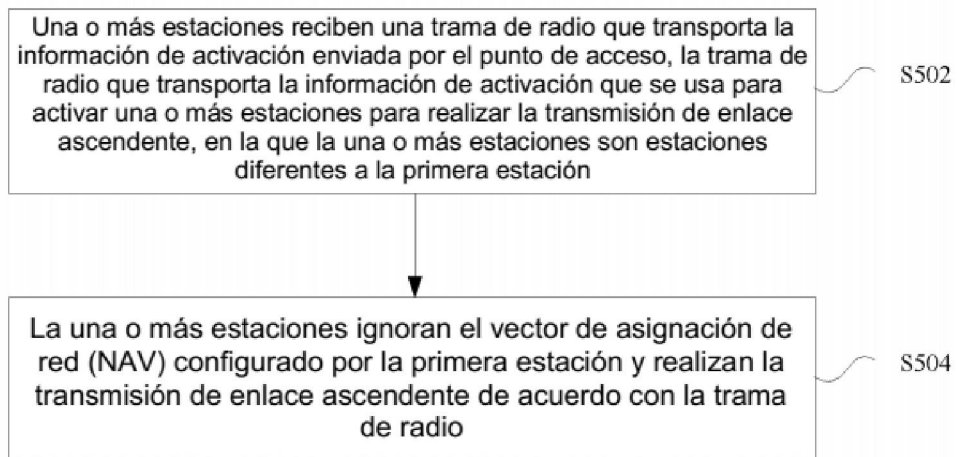 Una o más estaciones reciben una trama de radio que transporta la
información de activación enviada por el punto de acceso, la trama de
radio que transporta la información de activación que se usa para
activar una o más estaciones para realizar la transmisión de enlace
ascendente, en la que la una o más estaciones son estaciones
diferentes a la primera estación
S502
La una o más estaciones ignoran el vector de asignación de
red (NAV) configurado por la primera estación y realizan la
transmisión de enlace ascendente de acuerdo con la trama
de radio
S504